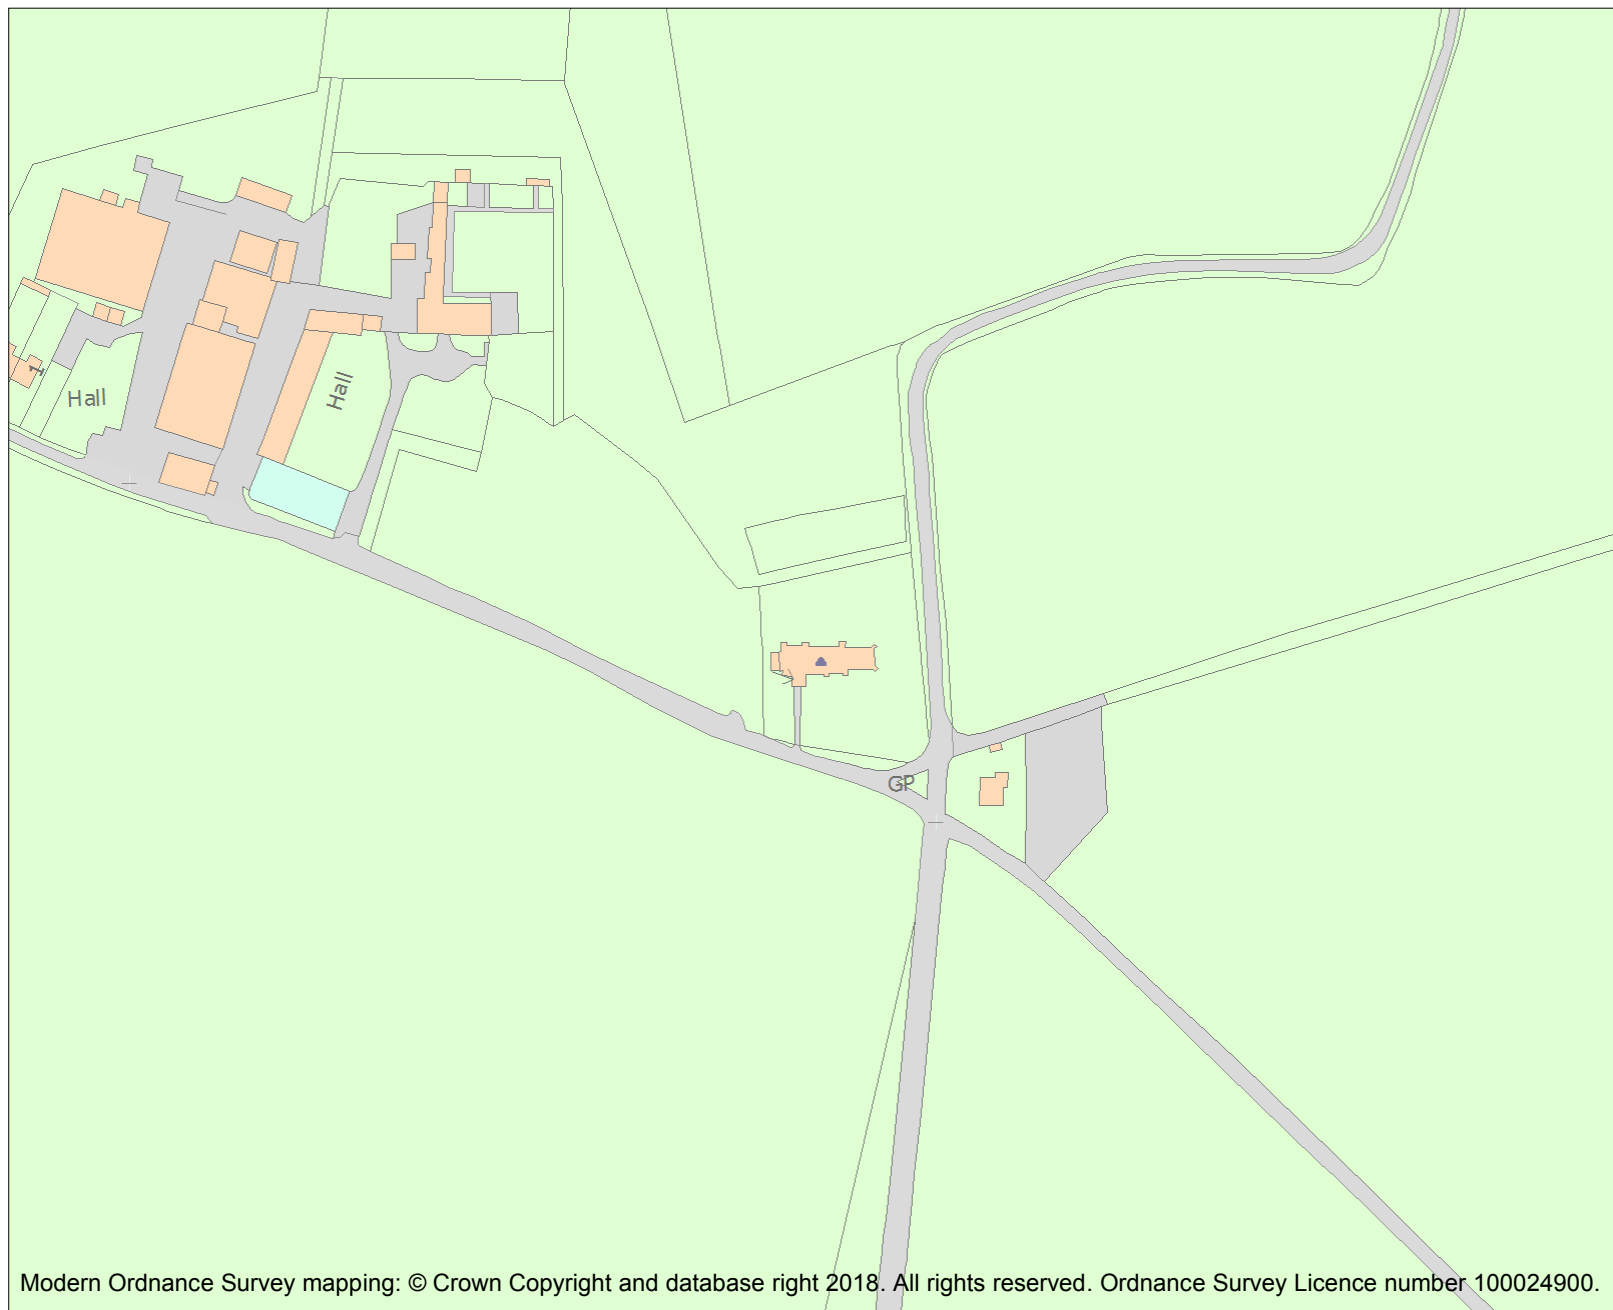 Hall
Hall
1
GP
Modern Ordnance Survey mapping: © Crown Copyright and database right 2018. All rights reserved. Ordnance Survey Licence number 100024900.